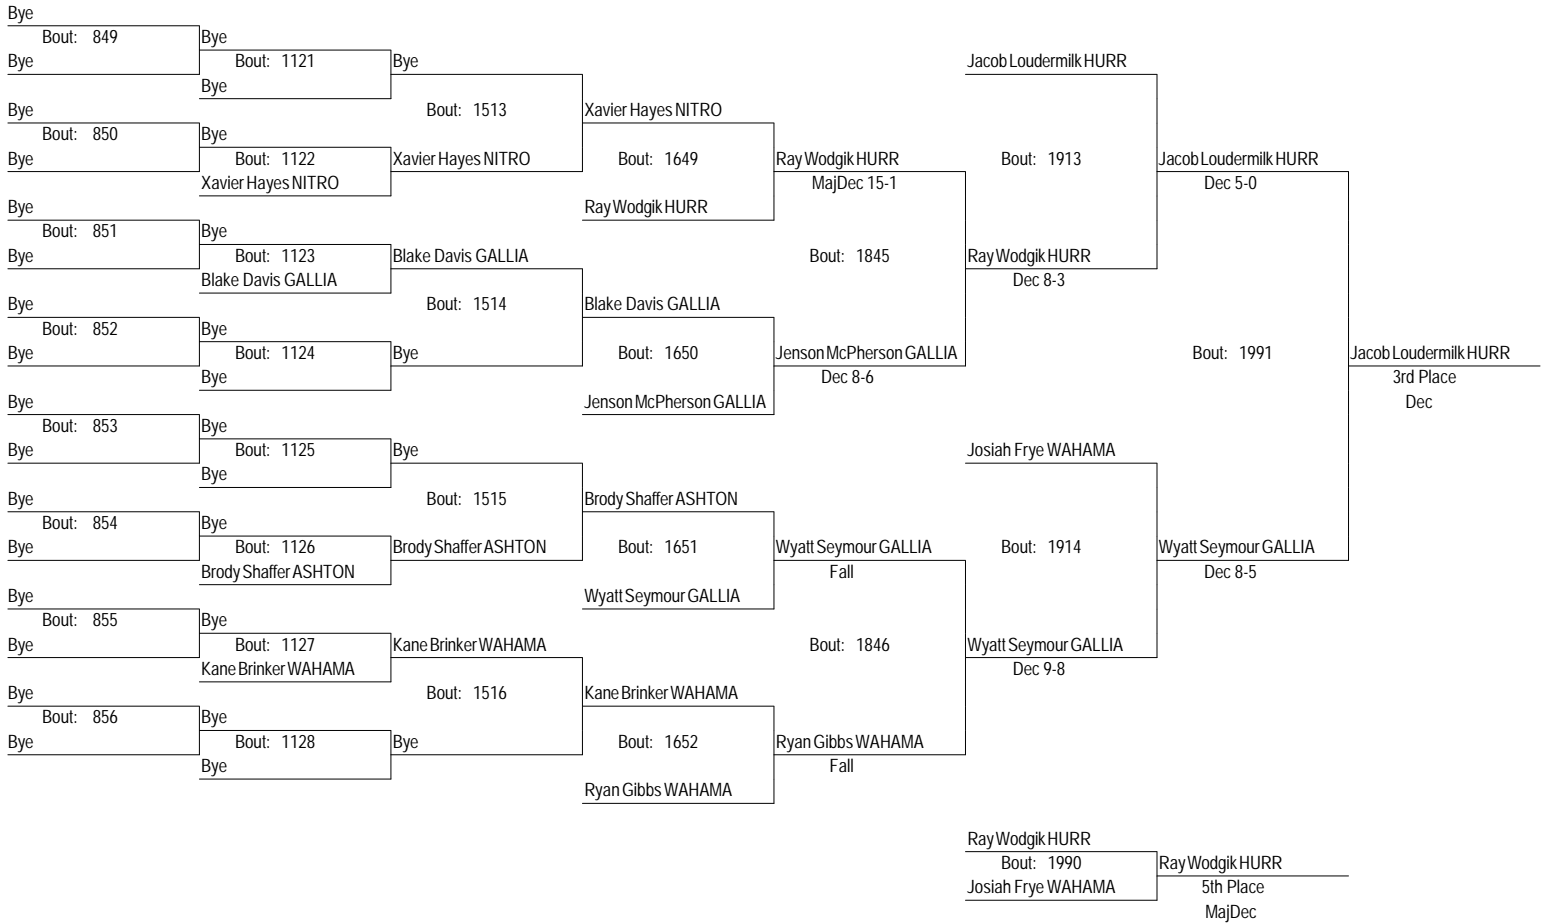 Bye
Bout: 849
Bye
Bye
Bout: 1121
Bye
Bye
Bout: 850
Bye
Bye
Bout: 1122
Xavier Hayes NITRO
Bye
Bout: 1513
Xavier Hayes NITRO
Bye
Bout: 851
Bye
Bye
Bout: 1123
Blake Davis GALLIA
Bye
Bout: 852
Bye
Bye
Bout: 1124
Bye
Blake Davis GALLIA
Bout: 1514
Bye
Xavier Hayes NITRO
Bout: 1649
Ray Wodgik HURR
Blake Davis GALLIA
Bout: 1650
Jenson McPherson GALLIA
Ray Wodgik HURR
MajDec 15-1
Bout: 1845
Jenson McPherson GALLIA
Dec 8-6
Jacob Loudermilk HURR
Bout: 1913
Ray Wodgik HURR
Dec 8-3
Jacob Loudermilk HURR
Dec 5-0
Bye
Bout: 853
Bye
Bye
Bout: 1125
Bye
Bye
Bout: 854
Bye
Bye
Bout: 1126
Brody Shaffer ASHTON
Bye
Bout: 1515
Brody Shaffer ASHTON
Bye
Bout: 855
Bye
Bye
Bout: 1127
Kane Brinker WAHAMA
Bye
Bout: 856
Bye
Bye
Bout: 1128
Bye
Kane Brinker WAHAMA
Bout: 1516
Bye
Brody Shaffer ASHTON
Bout: 1651
Wyatt Seymour GALLIA
Kane Brinker WAHAMA
Bout: 1652
Ryan Gibbs WAHAMA
Wyatt Seymour GALLIA
Fall
Bout: 1846
Ryan Gibbs WAHAMA
Fall
Josiah Frye WAHAMA
Bout: 1914
Wyatt Seymour GALLIA
Dec 9-8
Wyatt Seymour GALLIA
Dec 8-5
Bout: 1991
Jacob Loudermilk HURR
3rd Place
Dec
Ray Wodgik HURR
Bout: 1990
Josiah Frye WAHAMA
Ray Wodgik HURR
5th Place
MajDec